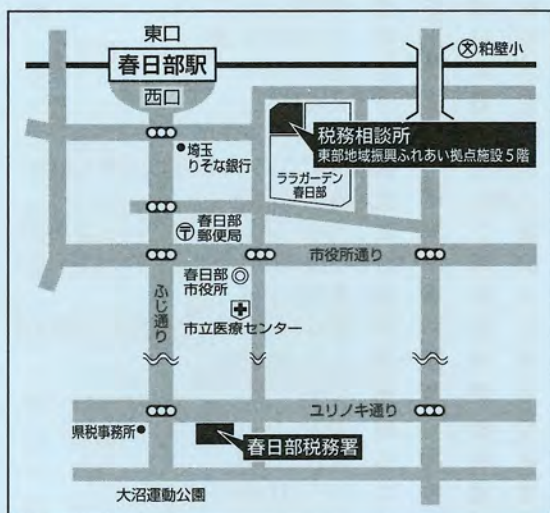 東口
春日部駅
西口
文 粕壁小
税務相談所
東部地域振興ふれあい拠点施設5階
埼玉
りそな銀行
ララガーデン
春日部
春日部
郵便局
市役所通り
春日部
市役所
ふじ通り
市立医療センター
ユリノキ通り
県税事務所
春日部税務署
大沼運動公園